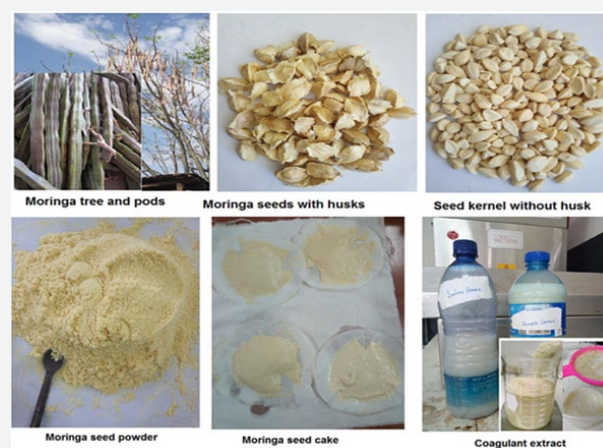 Moringa tree and pods
Moringa seeds with husks
Seed kernel without husk
Moringa seed powder
Moringa seed cake
Coagulant extract